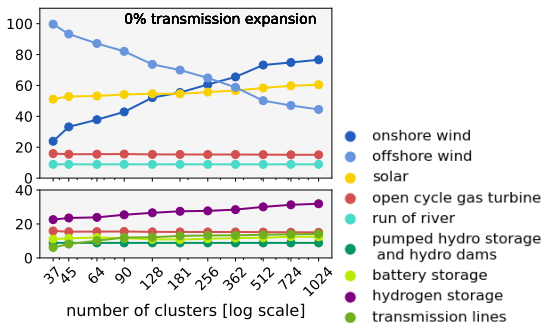 0% transmission expansion
100
80
60
40
20
0
40
20
0
37
45
64
90
128
181
256
362
512
724
1024
number of clusters [log scale]
onshore wind
offshore wind
solar
open cycle gas turbine
run of river
pumped hydro storage
and hydro dams
battery storage
hydrogen storage
transmission lines